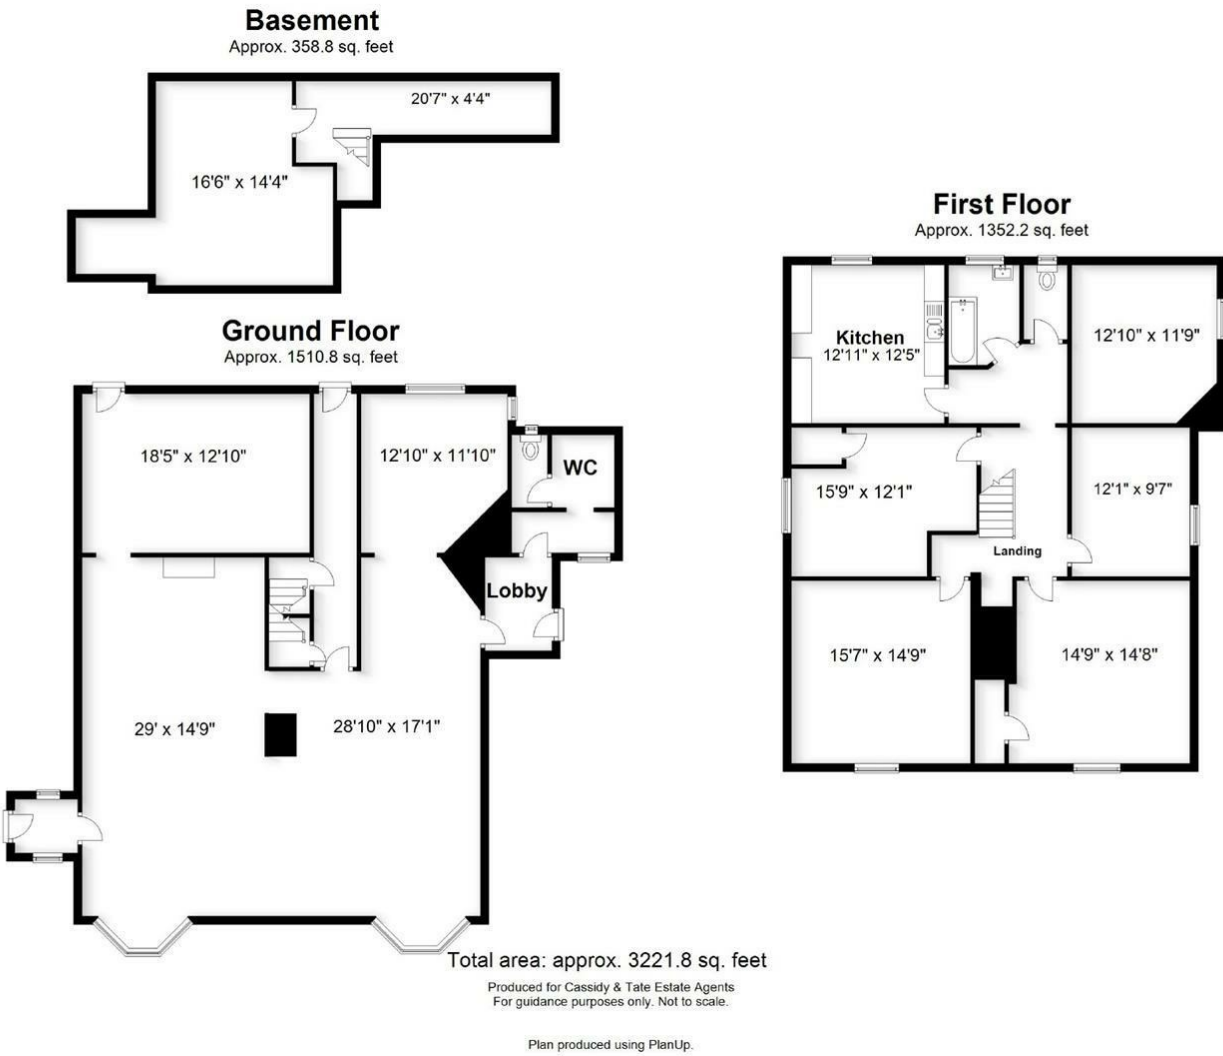 Basement
Approx. 358.8 sq. feet
20'7" x 4'4"
16'6" x 14'4"
First Floor
Approx. 1352.2 sq. feet
Kitchen
12'11" x 12'5"
12'10" x 11'9"
15'9" x 12'1"
12'1" x 9'7"
Landing
15'7" x 14'9"
14'9" x 14'8"
Ground Floor
Approx. 1510.8 sq. feet
18'5" x 12'10"
12'10" x 11'10"
WC
Lobby
29' x 14'9"
28'10" x 17'1"
Total area: approx. 3221.8 sq. feet
Produced for Cassidy & Tate Estate Agents
For guidance purposes only. Not to scale.
Plan produced using PlanUp.